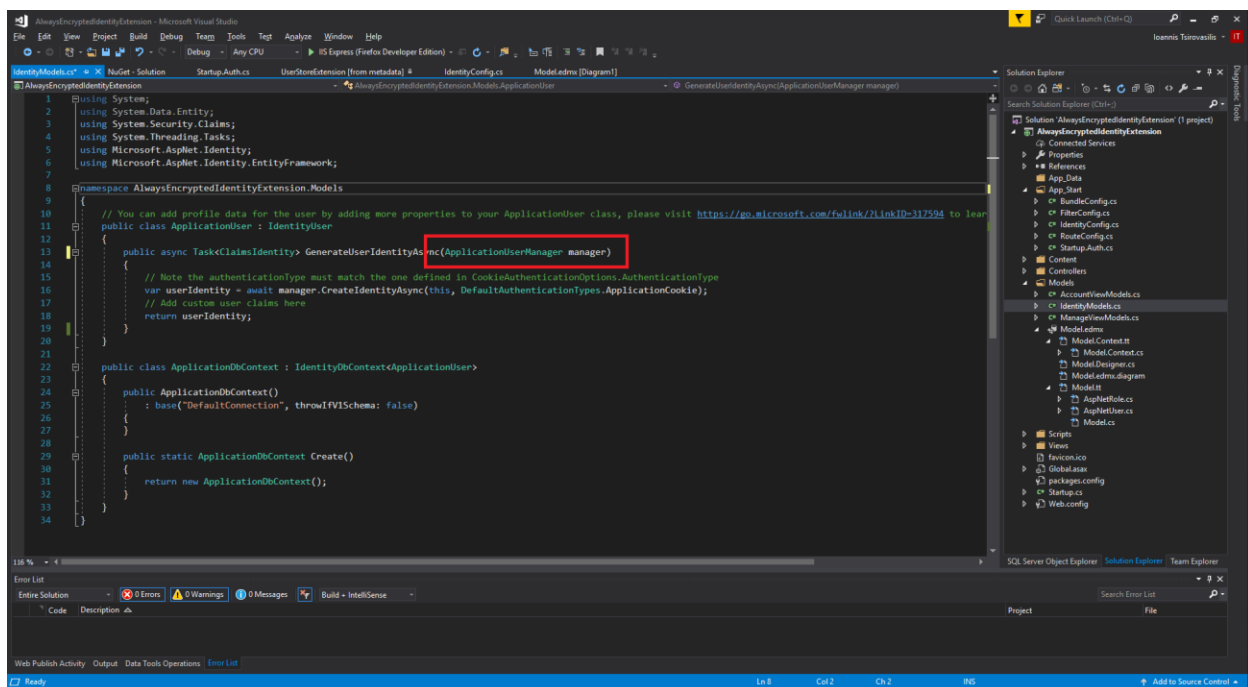 AlwaysEncryptedIdentityExtension - Microsoft Visual Studio
Quick Launch (Ctrl+Q)
File Edit View Project Build Debug Team Tools Test Analyze Window Help
Ioannis Tsirovasilis IT
Debug Any CPU IIS Express (Firefox Developer Edition)
IdentityModels.cs* NuGet - Solution Startup.Auth.cs UserStoreExtension [from metadata] IdentityConfig.cs Model.edmx [Diagram1]
AlwaysEncryptedIdentityExtension AlwaysEncryptedIdentityExtension.Models.ApplicationUser GenerateUserIdentityAsync(ApplicationUserManager manager)
1 using System;
2 using System.Data.Entity;
3 using System.Security.Claims;
4 using System.Threading.Tasks;
5 using Microsoft.AspNet.Identity;
6 using Microsoft.AspNet.Identity.EntityFramework;
7
8 namespace AlwaysEncryptedIdentityExtension.Models
9 {
10 // You can add profile data for the user by adding more properties to your ApplicationUser class, please visit https://go.microsoft.com/fwlink/?LinkID=317594 to lear
11 public class ApplicationUser : IdentityUser
12 {
13 public async Task<ClaimsIdentity> GenerateUserIdentityAsync(ApplicationUserManager manager)
14 {
15 // Note the authenticationType must match the one defined in CookieAuthenticationOptions.AuthenticationType
16 var userIdentity = await manager.CreateIdentityAsync(this, DefaultAuthenticationTypes.ApplicationCookie);
17 // Add custom user claims here
18 return userIdentity;
19 }
20 }
21
22 public class ApplicationDbContext : IdentityDbContext<ApplicationUser>
23 {
24 public ApplicationDbContext()
25 : base("DefaultConnection", throwIfV1Schema: false)
26 {
27 }
28
29 public static ApplicationDbContext Create()
30 {
31 return new ApplicationDbContext();
32 }
33 }
34 }
116 %
Solution Explorer
Search Solution Explorer (Ctrl+;)
Solution 'AlwaysEncryptedIdentityExtension' (1 project)
AlwaysEncryptedIdentityExtension
Connected Services
Properties
References
App_Data
App_Start
C# BundleConfig.cs
C# FilterConfig.cs
C# IdentityConfig.cs
C# RouteConfig.cs
C# Startup.Auth.cs
Content
Controllers
Models
C# AccountViewModels.cs
C# IdentityModels.cs
C# ManageViewModels.cs
Model.edmx
Model.Context.tt
Model.Context.cs
Model.Designer.cs
Model.edmx.diagram
Model.tt
AspNetRole.cs
AspNetUser.cs
Model.cs
Scripts
Views
favicon.ico
Global.asax
packages.config
C# Startup.cs
Web.config
SQL Server Object Explorer Solution Explorer Team Explorer
Diagnostic Tools
Error List
Entire Solution 0 Errors 0 Warnings 0 Messages Build + IntelliSense Search Error List
Code Description Project File
Web Publish Activity Output Data Tools Operations Error List
Ready Ln 8 Col 2 Ch 2 INS Add to Source Control